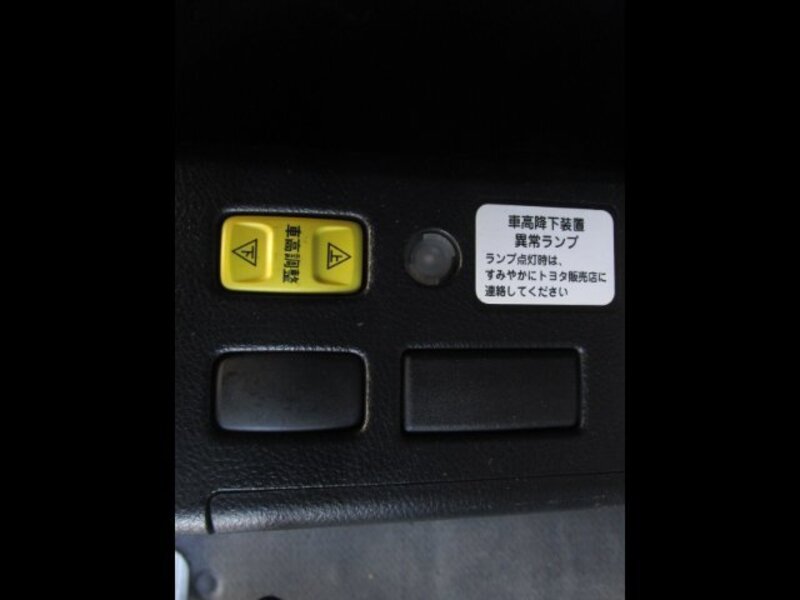 下
車高調整
上
車高降下装置
異常ランプ
ランプ点灯時は、
すみやかにトヨタ販売店に
連絡してください